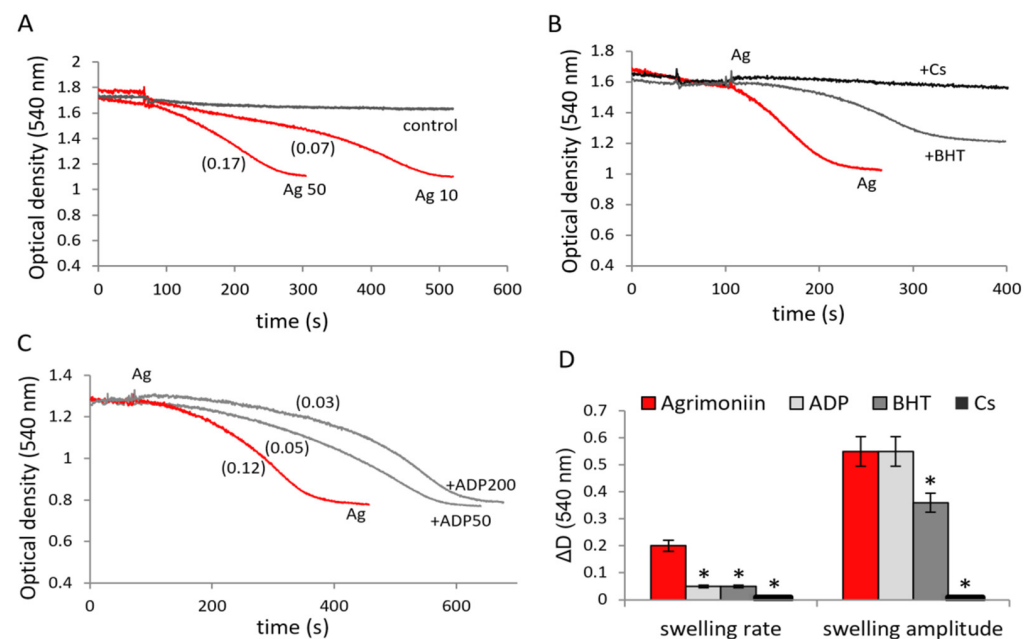 A
Optical density (540 nm)
2
1.8
1.6
1.4
1.2
1
0.8
0.6
0.4
control
(0.07)
(0.17)
Ag 50
Ag 10
0 100 200 300 400 500 600
time (s)
B
Optical density (540 nm)
1.8
1.6
1.4
1.2
1
0.8
0.6
0.4
Ag
+Cs
+BHT
Ag
0 100 200 300 400
time (s)
C
Optical density (540 nm)
1.4
1.2
1
0.8
0.6
0.4
Ag
(0.03)
(0.05)
(0.12)
+ADP200
Ag
+ADP50
0 200 400 600
time (s)
D
Agrimoniin ADP BHT Cs
ΔD (540 nm)
0.7
0.6
0.5
0.4
0.3
0.2
0.1
0
* * *
* *
swelling rate swelling amplitude